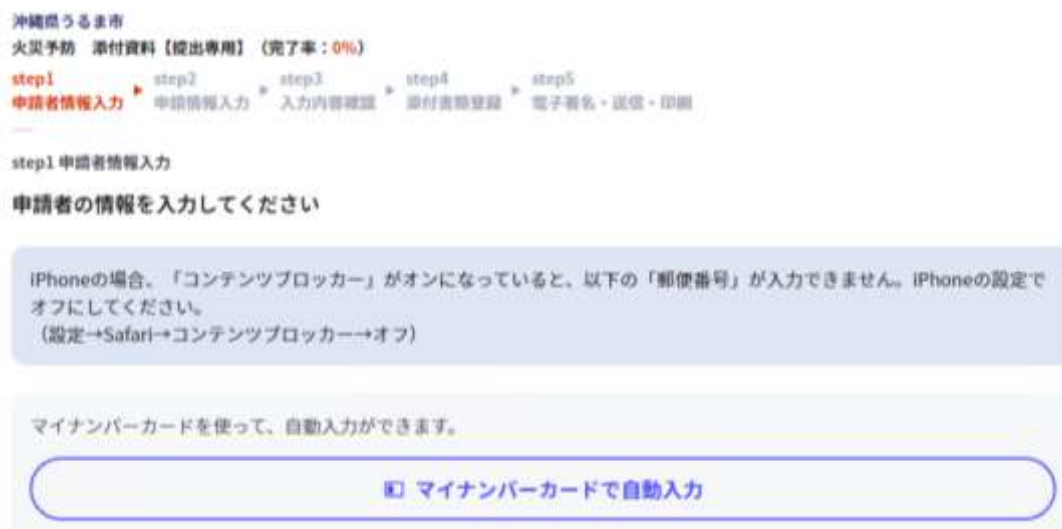 沖縄県うるま市
火災予防 添付資料【提出専用】(完了率:0%)
step1 ▶ step2 ▶ step3 ▶ step4 ▶ step5
申請者情報入力 申請情報入力 入力内容確認 添付書類登録 電子署名・送信・印刷
step1 申請者情報入力
申請者の情報を入力してください
iPhoneの場合、「コンテンツブロッカー」がオンになっていると、以下の「郵便番号」が入力できません。iPhoneの設定で
オフにしてください。
(設定→Safari→コンテンツブロッカー→オフ)
マイナンバーカードを使って、自動入力ができます。
マイナンバーカードで自動入力